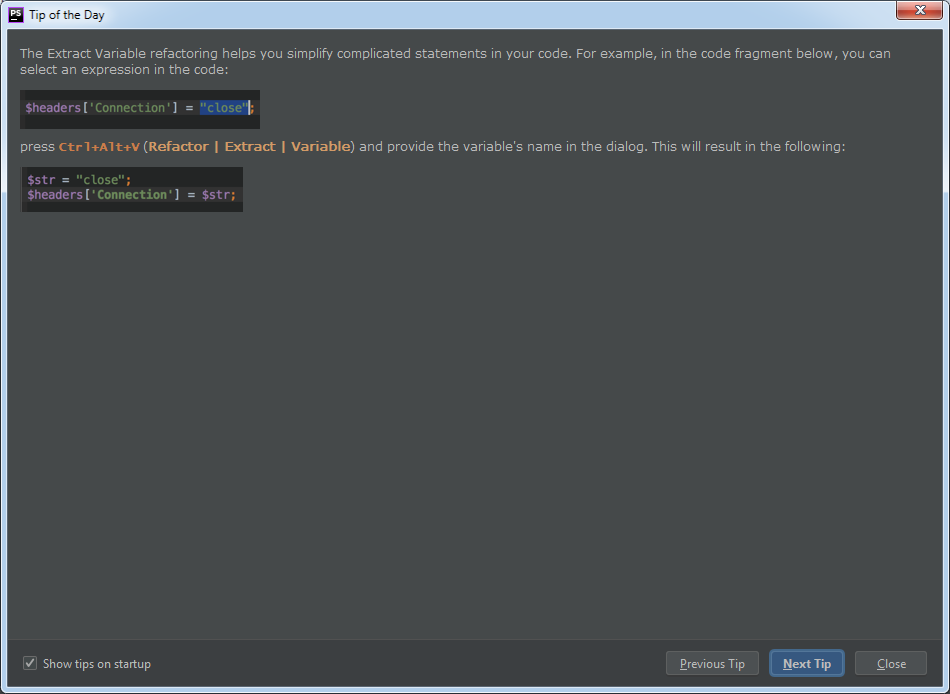 PS
Tip of the Day
The Extract Variable refactoring helps you simplify complicated statements in your code. For example, in the code fragment below, you can
select an expression in the code:
$headers['Connection'] = "close";
press Ctrl+Alt+V (Refactor | Extract | Variable) and provide the variable's name in the dialog. This will result in the following:
$str = "close";
$headers['Connection'] = $str;
Show tips on startup
Previous Tip
Next Tip
Close